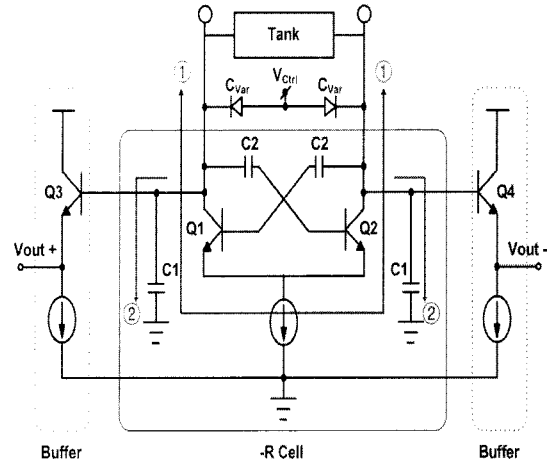 Tank
① ①
V_Ctrl
C_Var C_Var
C2 C2
Q3 Q4
Q1 Q2
Vout + Vout -
C1 C1
② ②
Buffer -R Cell Buffer